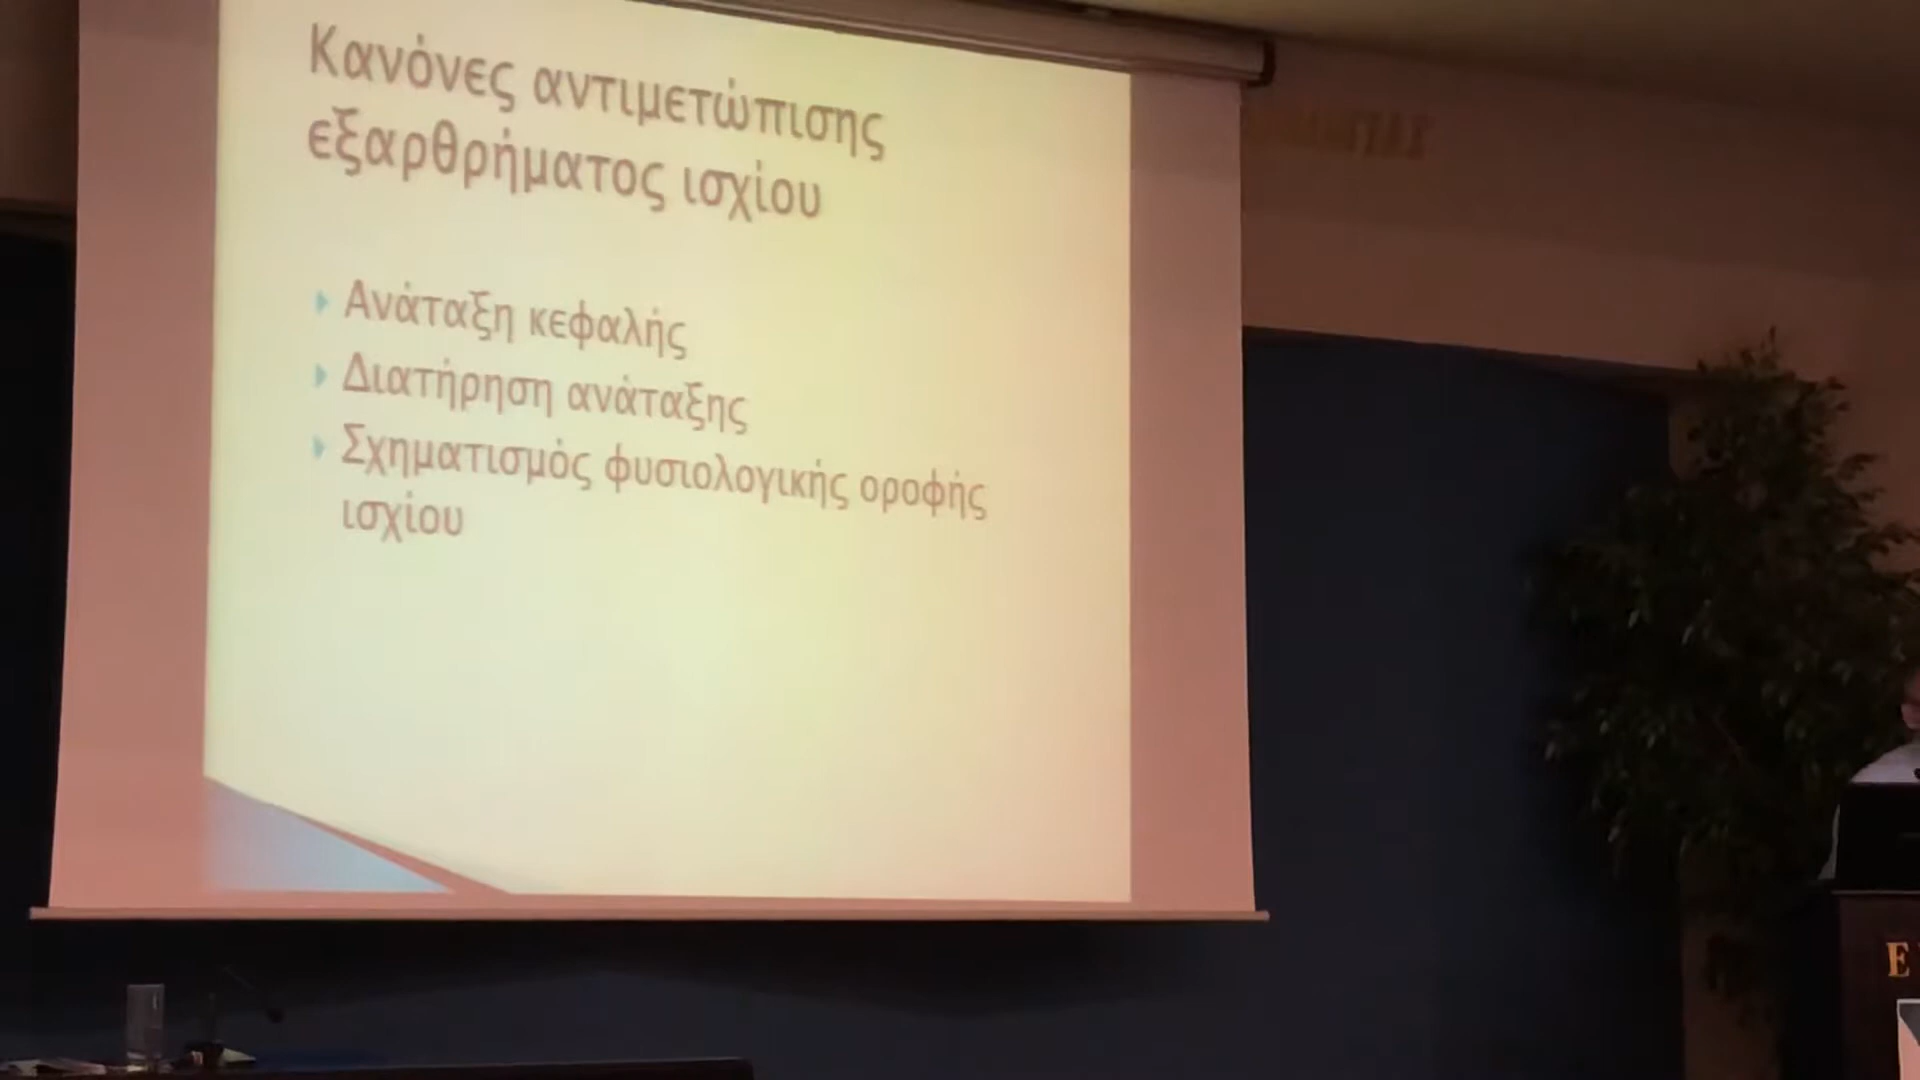 Κανόνες αντιμετώπισης
εξαρθρήματος ισχίου
Ανάταξη κεφαλής
Διατήρηση ανάταξης
Σχηματισμός φυσιολογικής οροφής
ισχίου
Ε